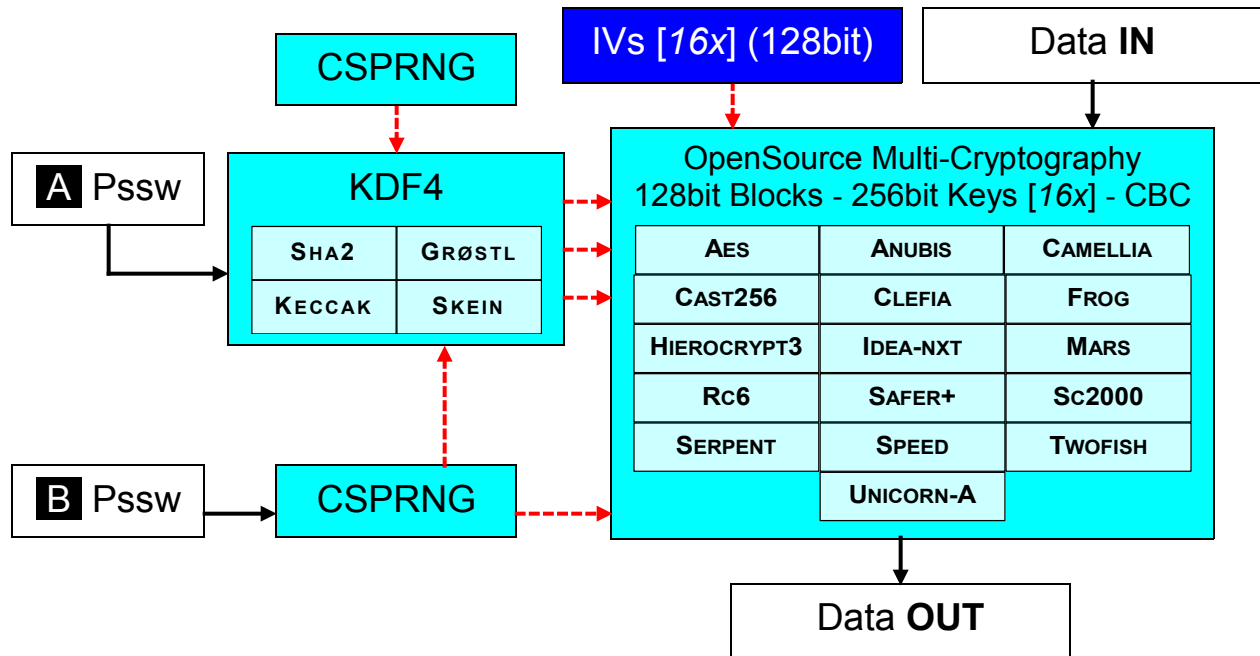 CSPRNG
IVs [16x] (128bit)
Data IN
A Pssw
KDF4
SHA2 GRØSTL
KECCAK SKEIN
OpenSource Multi-Cryptography
128bit Blocks - 256bit Keys [16x] - CBC
AES ANUBIS CAMELLIA
CAST256 CLEFIA FROG
HIEROCRYPT3 IDEA-NXT MARS
RC6 SAFER+ SC2000
SERPENT SPEED TWOFISH
UNICORN-A
B Pssw
CSPRNG
Data OUT